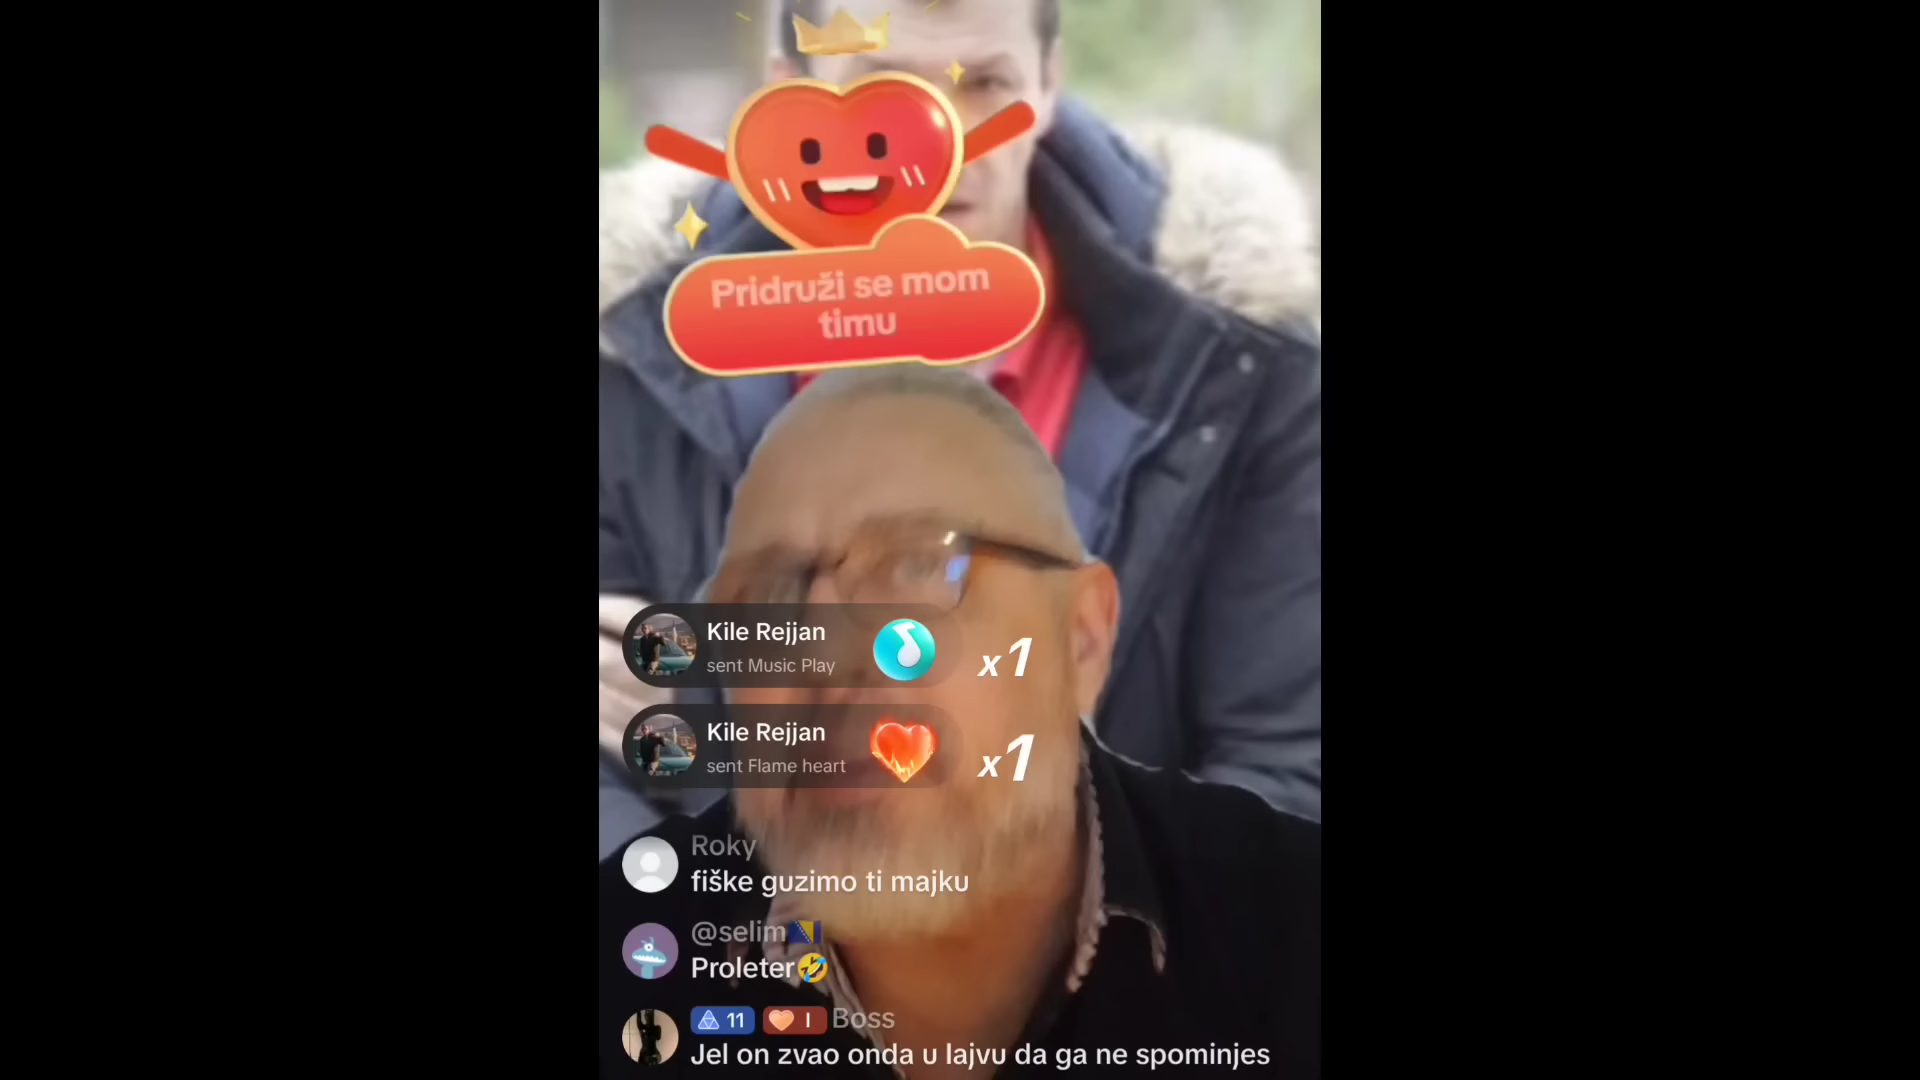 Pridruži se mom
timu
Kile Rejjan
sent Music Play
x1
Kile Rejjan
sent Flame heart
x1
Roky
fiške guzimo ti majku
@selim🇧🇦
Proleter🤣
11 I Boss
Jel on zvao onda u lajvu da ga ne spominjes